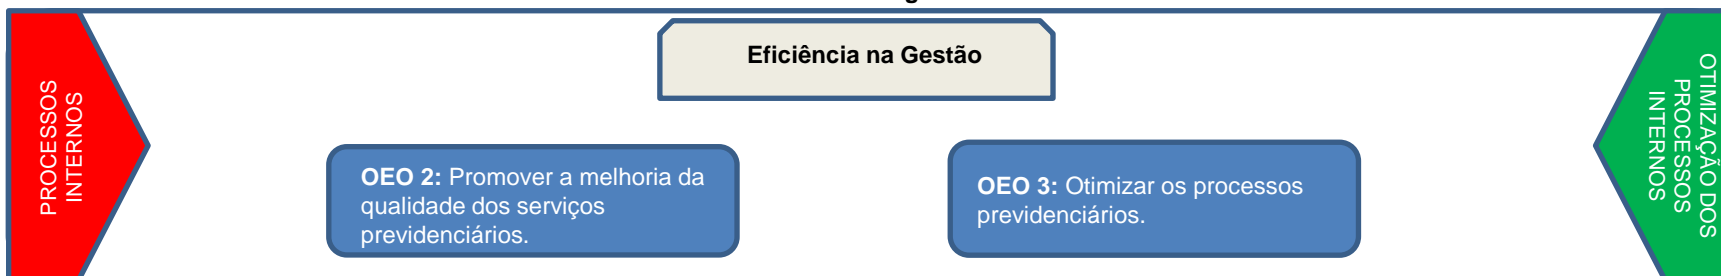 Eficiência na Gestão
PROCESSOS
INTERNOS
OEO 2: Promover a melhoria da
qualidade dos serviços
previdenciários.
OEO 3: Otimizar os processos
previdenciários.
OTIMIZAÇÃO DOS
PROCESSOS
INTERNOS